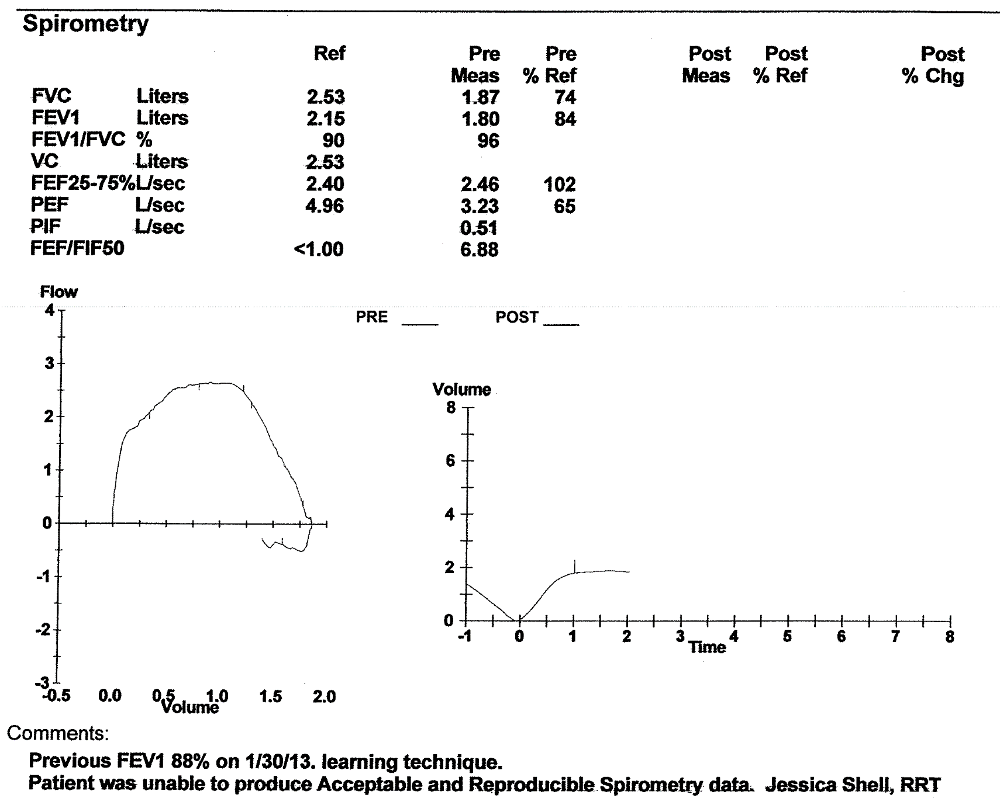 Spirometry
Ref Pre Pre Post Post Post
Meas % Ref Meas % Ref % Chg
FVC Liters 2.53 1.87 74
FEV1 Liters 2.15 1.80 84
FEV1/FVC % 90 96
VC Liters 2.53
FEF25-75% L/sec 2.40 2.46 102
PEF L/sec 4.96 3.23 65
PIF L/sec 0.51
FEF/FIF50 <1.00 6.88
Flow
4
3
2
1
0
-1
-2
-3
-0.5 0.0 0.5 1.0 1.5 2.0
Volume
PRE ____ POST ____
Volume
8
6
4
2
0
-1 0 1 2 3 4 5 6 7 8
Time
Comments:
Previous FEV1 88% on 1/30/13. learning technique.
Patient was unable to produce Acceptable and Reproducible Spirometry data. Jessica Shell, RRT